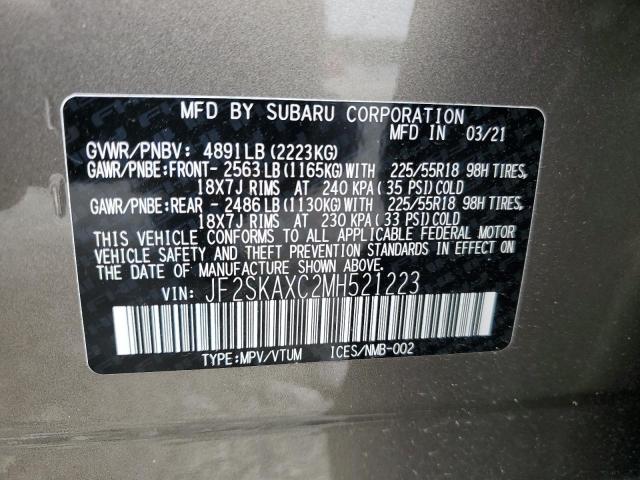 MFD BY SUBARU CORPORATION
MFD IN 03/21
GVWR/PNBV: 4891LB(2223KG)
GAWR/PNBE:FRONT- 2563LB(1165KG)WITH 225/55R18 98H TIRES,
18X7J RIMS AT 240 KPA(35 PSI)COLD
GAWR/PNBE:REAR - 2486LB(1130KG)WITH 225/55R18 98H TIRES,
18X7J RIMS AT 230 KPA(33 PSI)COLD
THIS VEHICLE CONFORMS TO ALL APPLICABLE FEDERAL MOTOR
VEHICLE SAFETY AND THEFT PREVENTION STANDARDS IN EFFECT ON
THE DATE OF MANUFACTURE SHOWN ABOVE.
VIN: JF2SKAXC2MH521223
TYPE:MPV/VTUM ICES/NMB-002